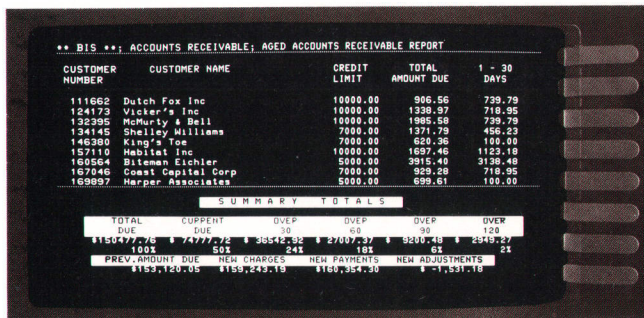 ** BIS **; ACCOUNTS RECEIVABLE; AGED ACCOUNTS RECEIVABLE REPORT
CUSTOMER CUSTOMER NAME CREDIT TOTAL 1 - 30
NUMBER LIMIT AMOUNT DUE DAYS
111662 Dutch Fox Inc 10000.00 906.56 739.79
124173 Vicker's Inc 10000.00 1338.97 718.95
132395 McMurty & Bell 10000.00 1985.58 739.79
134145 Shelley Williams 7000.00 1371.79 456.23
146380 King's Toe 7000.00 620.36 100.00
157110 Habitat Inc 10000.00 1697.46 1123.18
160564 Biteman Eichler 5000.00 3915.40 3138.48
167046 Coast Capital Corp 7000.00 929.28 718.95
169897 Harper Associates 5000.00 699.61 100.00
SUMMARY TOTALS
TOTAL CURRENT OVER OVER OVER OVER
DUE DUE 30 60 90 120
$150477.76 $ 74777.72 $ 36542.92 $ 27007.37 $ 9200.48 $ 2949.27
100% 50% 24% 18% 6% 2%
PREV.AMOUNT DUE NEW CHARGES NEW PAYMENTS NEW ADJUSTMENTS
$153,120.05 $159,243.19 $160,354.30 $ -1,531.18